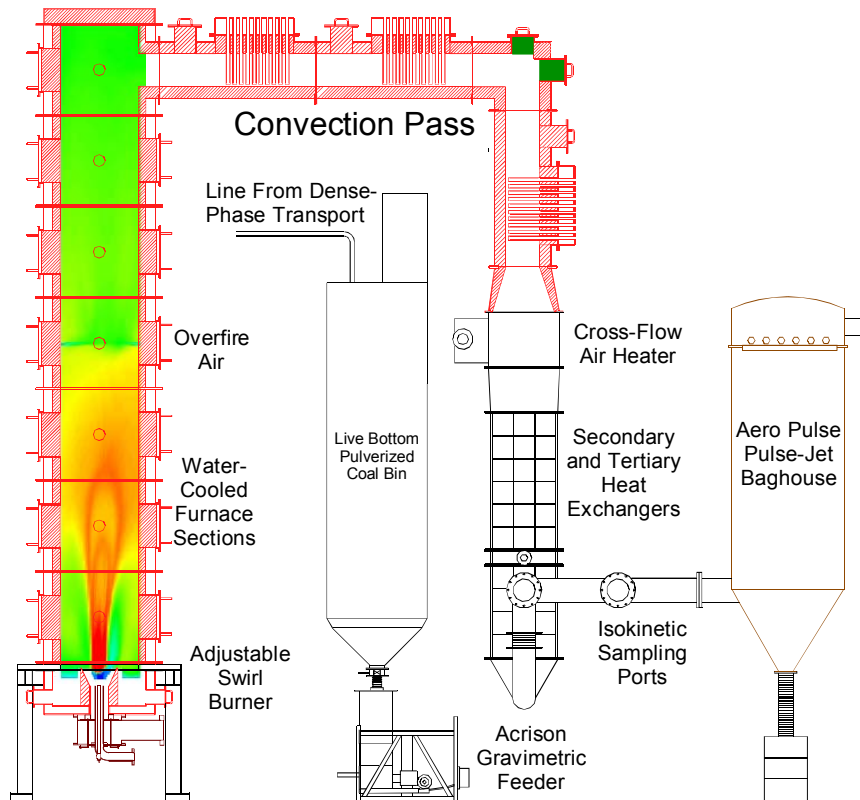 Convection Pass
Line From Dense-
Phase Transport
Overfire
Air
Cross-Flow
Air Heater
Live Bottom
Pulverized
Coal Bin
Secondary
and Tertiary
Heat
Exchangers
Aero Pulse
Pulse-Jet
Baghouse
Water-
Cooled
Furnace
Sections
Isokinetic
Sampling
Ports
Adjustable
Swirl
Burner
Acrison
Gravimetric
Feeder